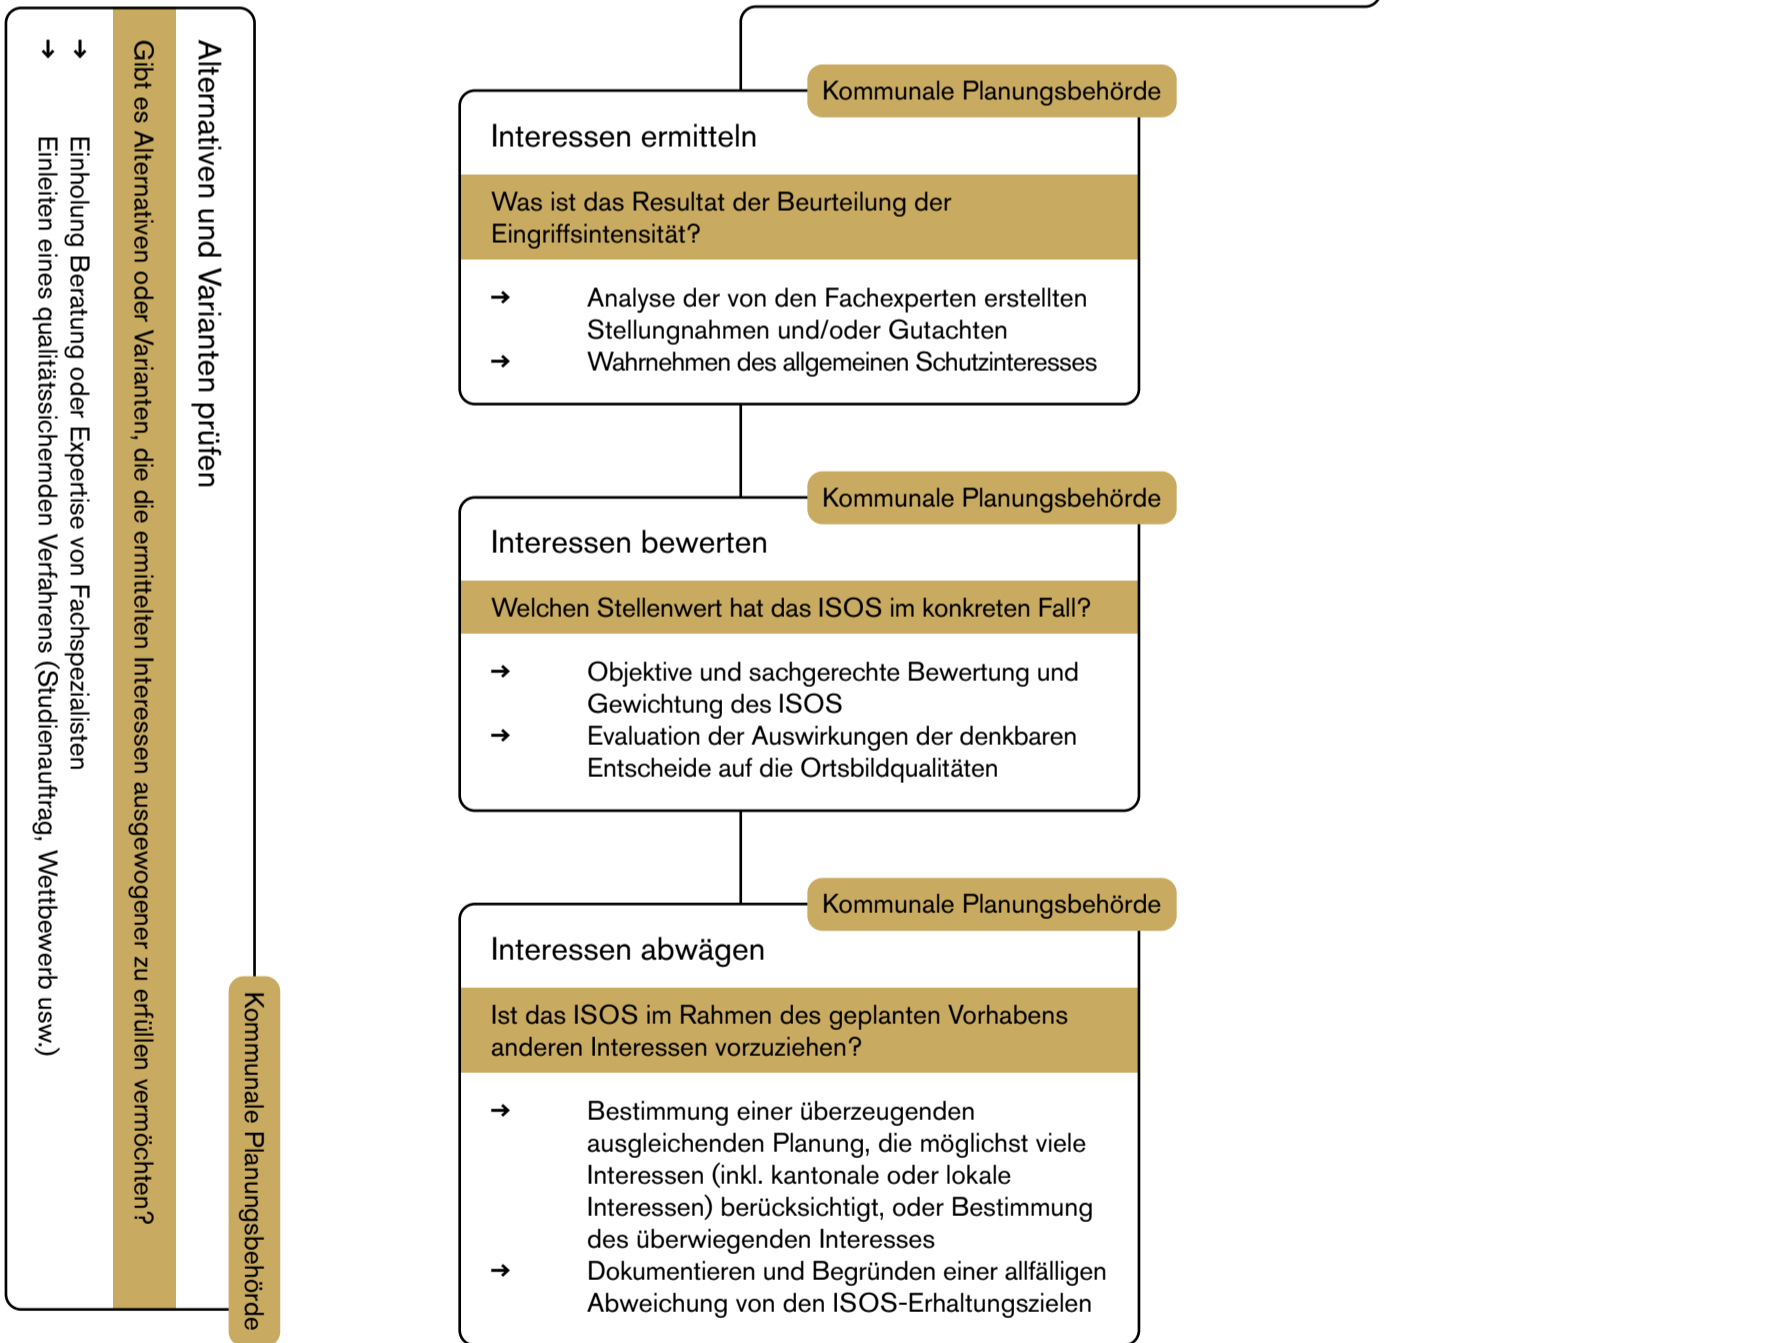 Alternativen und Varianten prüfen
Gibt es Alternativen oder Varianten, die die ermittelten Interessen ausgewogener zu erfüllen vermöchten?
→ Einholung Beratung oder Expertise von Fachspezialisten
→ Einleiten eines qualitätssichernden Verfahrens (Studienauftrag, Wettbewerb usw.)
Kommunale Planungsbehörde
Kommunale Planungsbehörde
Interessen ermitteln
Was ist das Resultat der Beurteilung der
Eingriffsintensität?
→ Analyse der von den Fachexperten erstellten
Stellungnahmen und/oder Gutachten
→ Wahrnehmen des allgemeinen Schutzinteresses
Kommunale Planungsbehörde
Interessen bewerten
Welchen Stellenwert hat das ISOS im konkreten Fall?
→ Objektive und sachgerechte Bewertung und
Gewichtung des ISOS
→ Evaluation der Auswirkungen der denkbaren
Entscheide auf die Ortsbildqualitäten
Kommunale Planungsbehörde
Interessen abwägen
Ist das ISOS im Rahmen des geplanten Vorhabens
anderen Interessen vorzuziehen?
→ Bestimmung einer überzeugenden
ausgleichenden Planung, die möglichst viele
Interessen (inkl. kantonale oder lokale
Interessen) berücksichtigt, oder Bestimmung
des überwiegenden Interesses
→ Dokumentieren und Begründen einer allfälligen
Abweichung von den ISOS-Erhaltungszielen